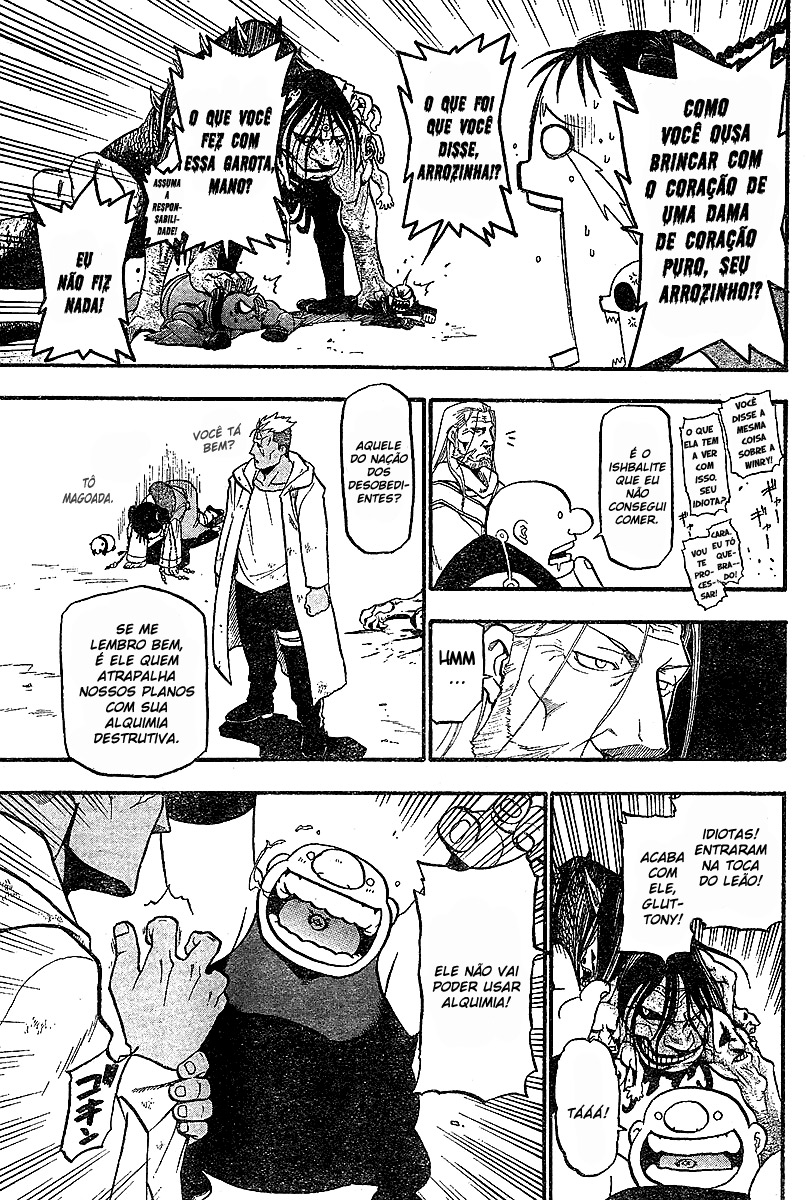 COMO
VOCÊ OUSA
BRINCAR COM
O CORAÇÃO DE
UMA DAMA
DE CORAÇÃO
PURO, SEU
ARROZINHO!?
O QUE FOI
QUE VOCÊ
DISSE,
ARROZINHA!?
O QUE VOCÊ
FEZ COM
ESSA GAROTA,
MANO?
ASSUMA
A
RESPON-
SABILI-
DADE!
EU
NÃO FIZ
NADA!
VOCÊ
DISSE A
MESMA
COISA
SOBRE A
WINRY!
O QUE
ELA TEM
A VER
COM
ISSO,
SEU
IDIOTA?
CARA,
EU TÔ
QUE-
BRA-
DO!
VOU
TE
PRO-
CES-
SAR!
É O
ISHBALITE
QUE EU
NÃO
CONSEGUI
COMER.
AQUELE
DO NAÇÃO
DOS
DESOBEDI-
ENTES?
VOCÊ TÁ
BEM?
TÔ
MAGOADA.
SE ME
LEMBRO BEM,
É ELE QUEM
ATRAPALHA
NOSSOS PLANOS
COM SUA
ALQUIMIA
DESTRUTIVA.
HMM
...
IDIOTAS!
ENTRARAM
NA TOCA
DO LEÃO!
ACABA
COM
ELE,
GLUT-
TONY!
TÁÁÁ!
ELE NÃO VAI
PODER USAR
ALQUIMIA!